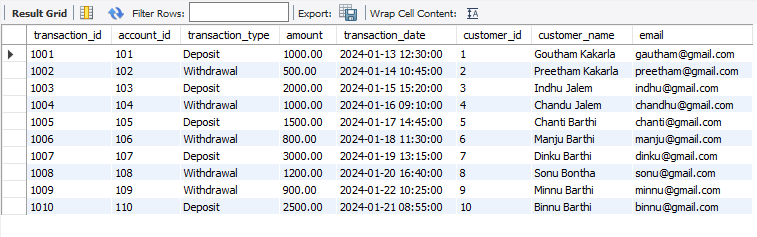 Result Grid Filter Rows: Export: Wrap Cell Content:
transaction_id account_id transaction_type amount transaction_date customer_id customer_name email
1001 101 Deposit 1000.00 2024-01-13 12:30:00 1 Goutham Kakarla gautham@gmail.com
1002 102 Withdrawal 500.00 2024-01-14 10:45:00 2 Preetham Kakarla preetham@gmail.com
1003 103 Deposit 2000.00 2024-01-15 15:20:00 3 Indhu Jalem indhu@gmail.com
1004 104 Withdrawal 1000.00 2024-01-16 09:10:00 4 Chandu Jalem chandhu@gmail.com
1005 105 Deposit 1500.00 2024-01-17 14:45:00 5 Chanti Barthi chanti@gmail.com
1006 106 Withdrawal 800.00 2024-01-18 11:30:00 6 Manju Barthi manju@gmail.com
1007 107 Deposit 3000.00 2024-01-19 13:15:00 7 Dinku Barthi dinku@gmail.com
1008 108 Withdrawal 1200.00 2024-01-20 16:40:00 8 Sonu Bontha sonu@gmail.com
1009 109 Withdrawal 900.00 2024-01-22 10:25:00 9 Minnu Barthi minnu@gmail.com
1010 110 Deposit 2500.00 2024-01-21 08:55:00 10 Binnu Barthi binnu@gmail.com